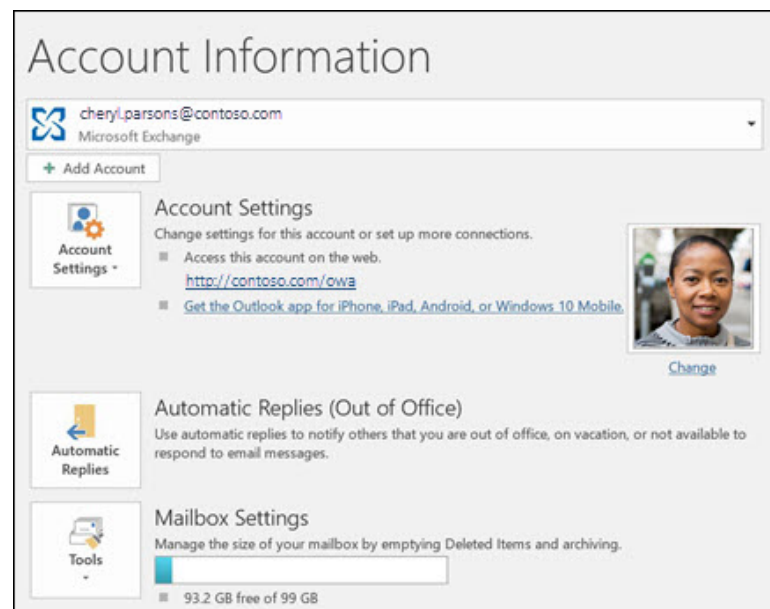 Account Information
cheryl.parsons@contoso.com
Microsoft Exchange
+ Add Account
Account Settings
Account
Settings
Change settings for this account or set up more connections.
Access this account on the web.
http://contoso.com/owa
Get the Outlook app for iPhone, iPad, Android, or Windows 10 Mobile.
Change
Automatic Replies (Out of Office)
Automatic
Replies
Use automatic replies to notify others that you are out of office, on vacation, or not available to
respond to email messages.
Mailbox Settings
Tools
Manage the size of your mailbox by emptying Deleted Items and archiving.
93.2 GB free of 99 GB